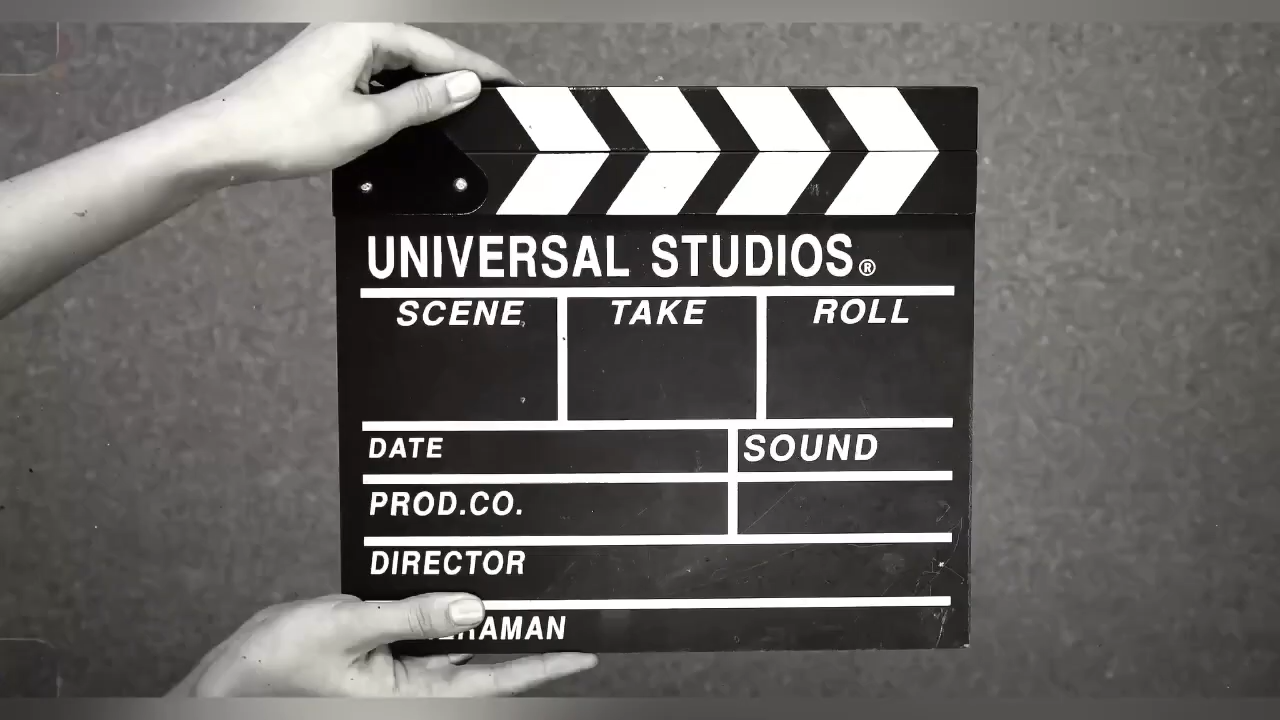 UNIVERSAL STUDIOS®
SCENE TAKE ROLL
DATE SOUND
PROD.CO.
DIRECTOR